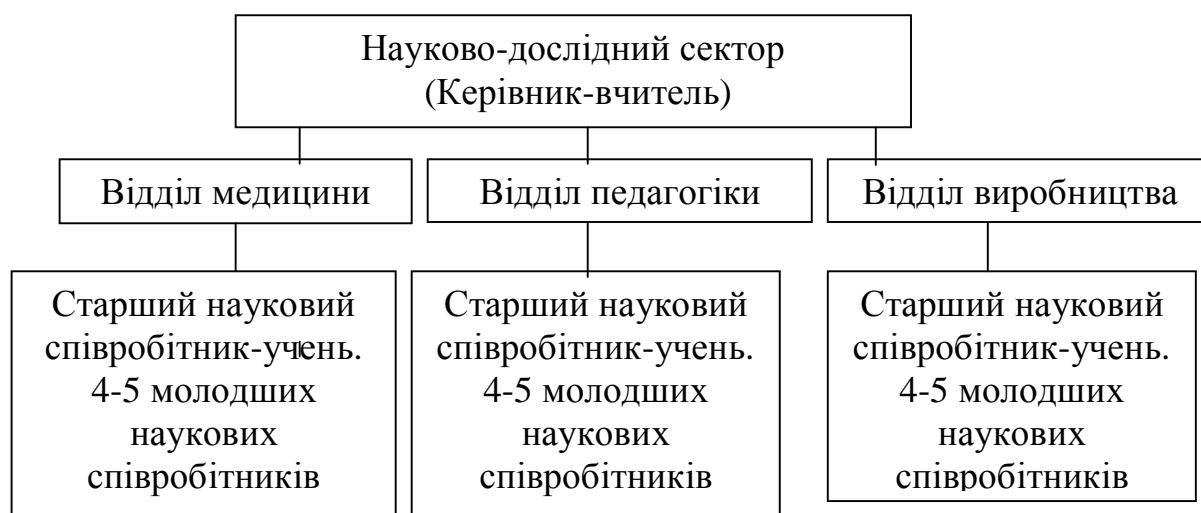 Науково-дослідний сектор
(Керівник-вчитель)
Відділ медицини
Відділ педагогіки
Відділ виробництва
Старший науковий
співробітник-учень.
4-5 молодших
наукових
співробітників
Старший науковий
співробітник-учень.
4-5 молодших
наукових
співробітників
Старший науковий
співробітник-учень.
4-5 молодших
наукових
співробітників